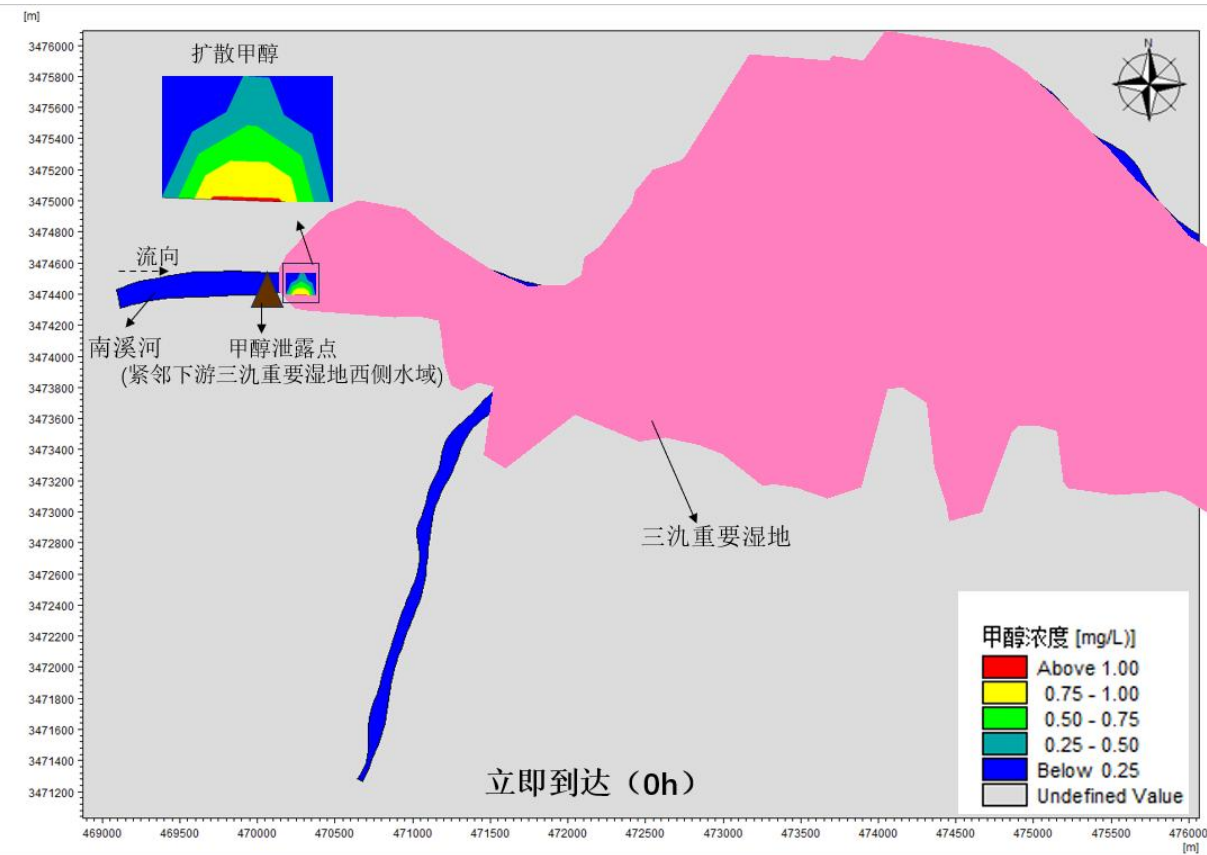 [m]
3476000
3475800
3475600
3475400
3475200
3475000
3474800
3474600
3474400
3474200
3474000
3473800
3473600
3473400
3473200
3473000
3472800
3472600
3472400
3472200
3472000
3471800
3471600
3471400
3471200
扩散甲醇
N
流向
南溪河
甲醇泄露点
(紧邻下游三氿重要湿地西侧水域)
三氿重要湿地
立即到达（0h）
甲醇浓度 [mg/L)]
Above 1.00
0.75 - 1.00
0.50 - 0.75
0.25 - 0.50
Below 0.25
Undefined Value
469000 469500 470000 470500 471000 471500 472000 472500 473000 473500 474000 474500 475000 475500 476000
[m]